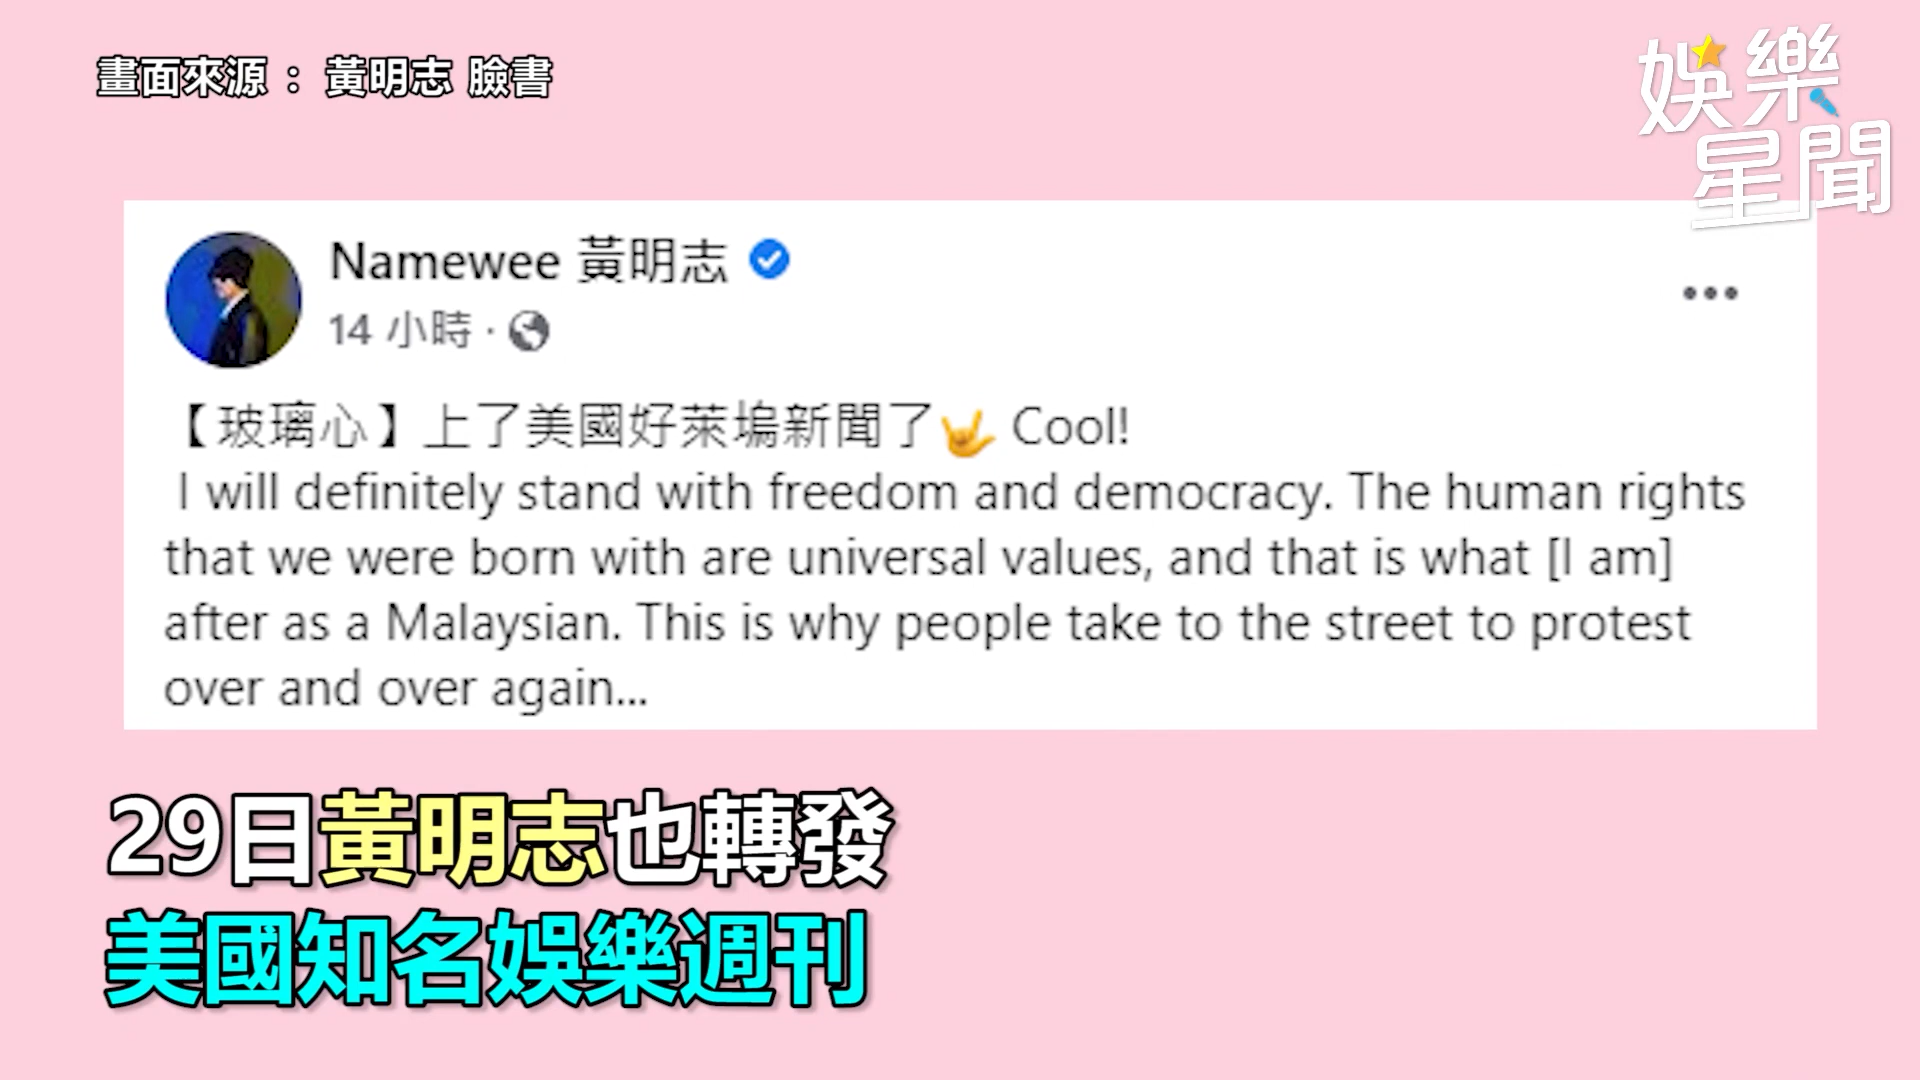 畫面來源：黃明志 臉書
娛樂
星聞
Namewee 黃明志
14 小時 ·
【玻璃心】上了美國好萊塢新聞了🤟 Cool!
I will definitely stand with freedom and democracy. The human rights
that we were born with are universal values, and that is what [I am]
after as a Malaysian. This is why people take to the street to protest
over and over again...
29日黃明志也轉發
美國知名娛樂週刊